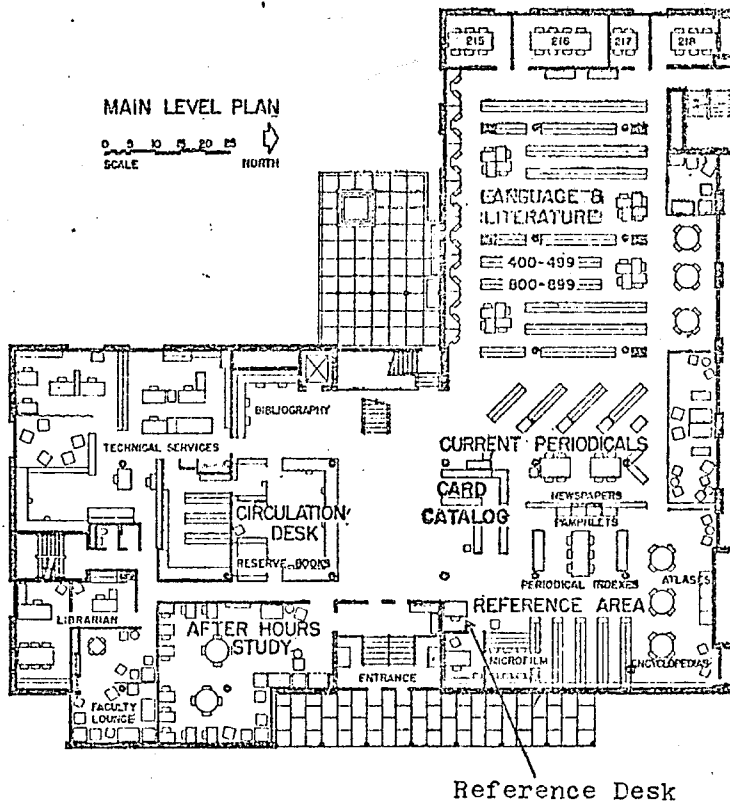 215 216 217 218
MAIN LEVEL PLAN
0 5 10 15 20 25
SCALE NORTH
LANGUAGE &
LITERATURE
400-499
800-899
BIBLIOGRAPHY
TECHNICAL SERVICES
CURRENT PERIODICALS
CARD
CATALOG
NEWSPAPERS
PAMPHLETS
CIRCULATION
DESK
RESERVE BOOKS
PERIODICAL INDEXES
ATLASES
LIBRARIAN
REFERENCE AREA
AFTER HOURS
STUDY
MICROFILM
ENCYCLOPEDIAS
ENTRANCE
FACULTY
LOUNGE
Reference Desk